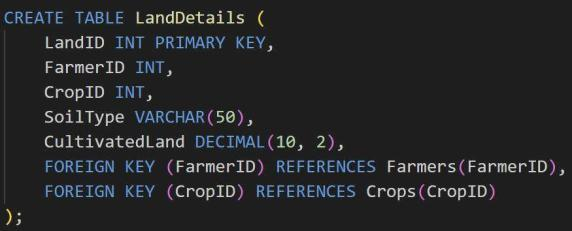 CREATE TABLE LandDetails (
    LandID INT PRIMARY KEY,
    FarmerID INT,
    CropID INT,
    SoilType VARCHAR(50),
    CultivatedLand DECIMAL(10, 2),
    FOREIGN KEY (FarmerID) REFERENCES Farmers(FarmerID),
    FOREIGN KEY (CropID) REFERENCES Crops(CropID)
);